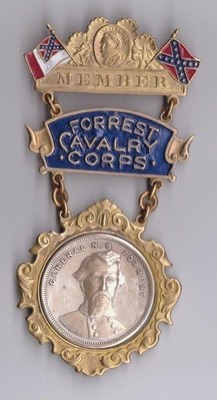 MEMBER
FORREST
CAVALRY
CORPS
GENERAL N. B. FORREST